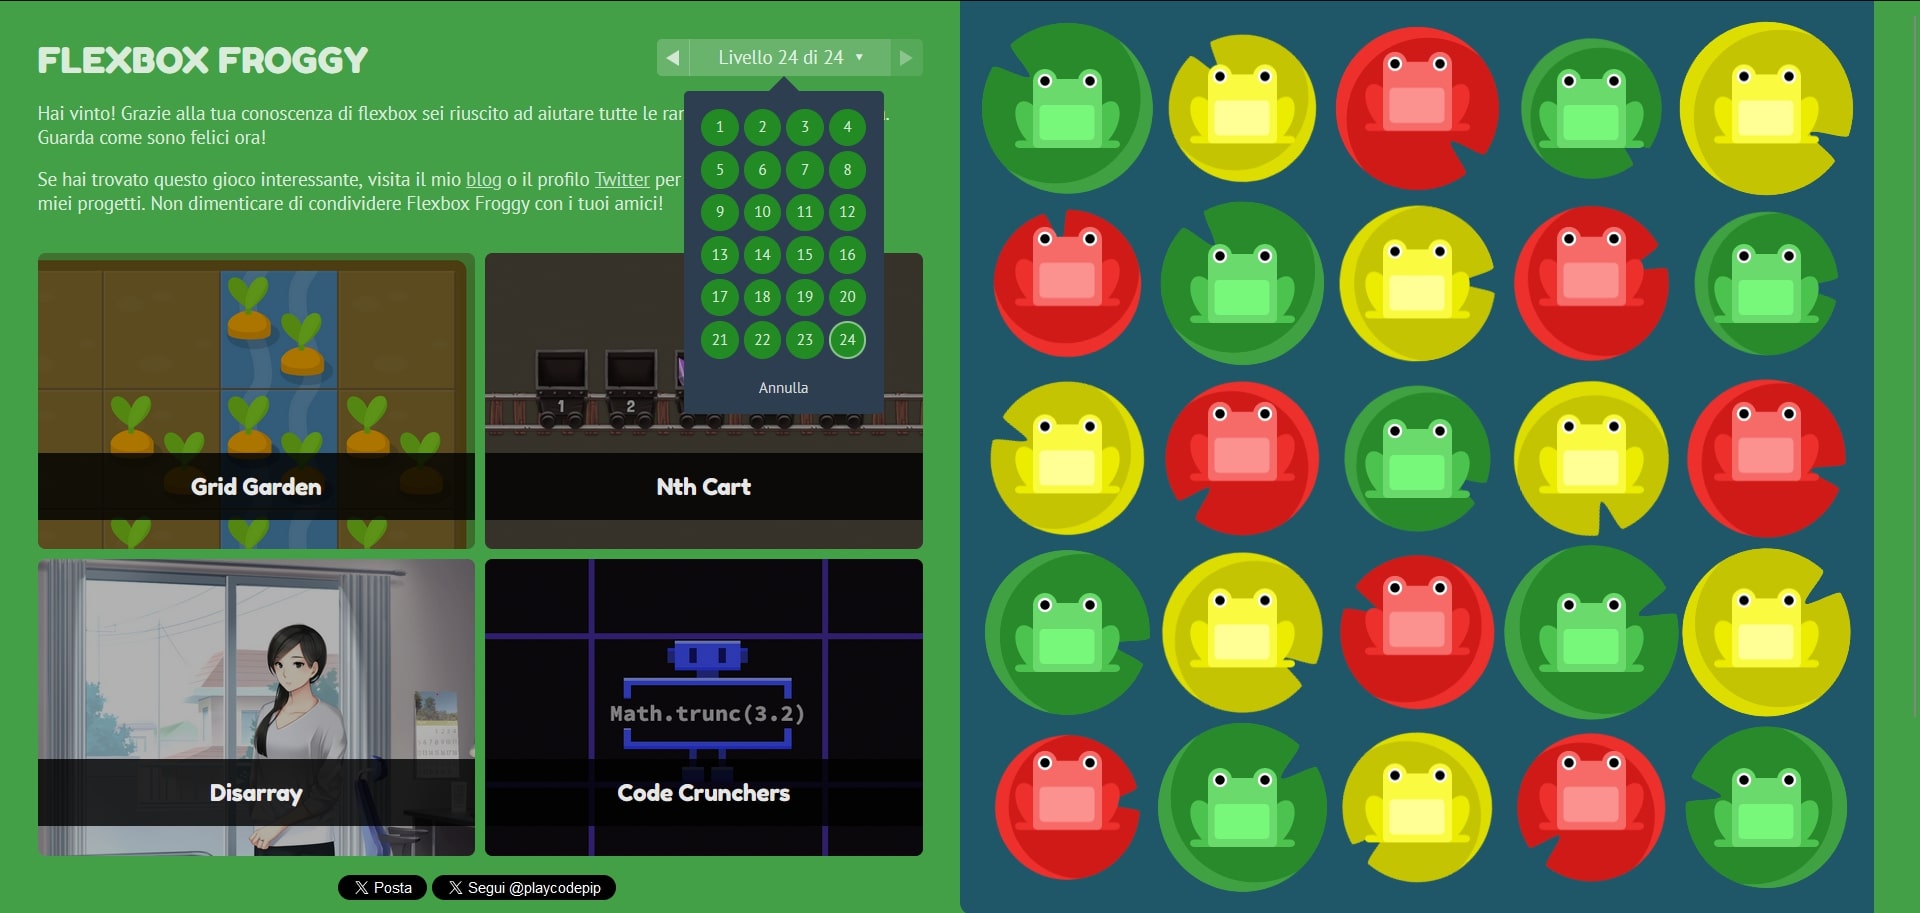 FLEXBOX FROGGY
◀ Livello 24 di 24 ▼ ▶
Hai vinto! Grazie alla tua conoscenza di flexbox sei riuscito ad aiutare tutte le
Guarda come sono felici ora!
Se hai trovato questo gioco interessante, visita il mio blog o il profilo Twitter per
miei progetti. Non dimenticare di condividere Flexbox Froggy con i tuoi amici!
1 2 3 4
5 6 7 8
9 10 11 12
13 14 15 16
17 18 19 20
21 22 23 24
Annulla
1 2
Grid Garden
Nth Cart
Math.trunc(3.2)
Disarray
Code Crunchers
Posta
Segui @playcodepip